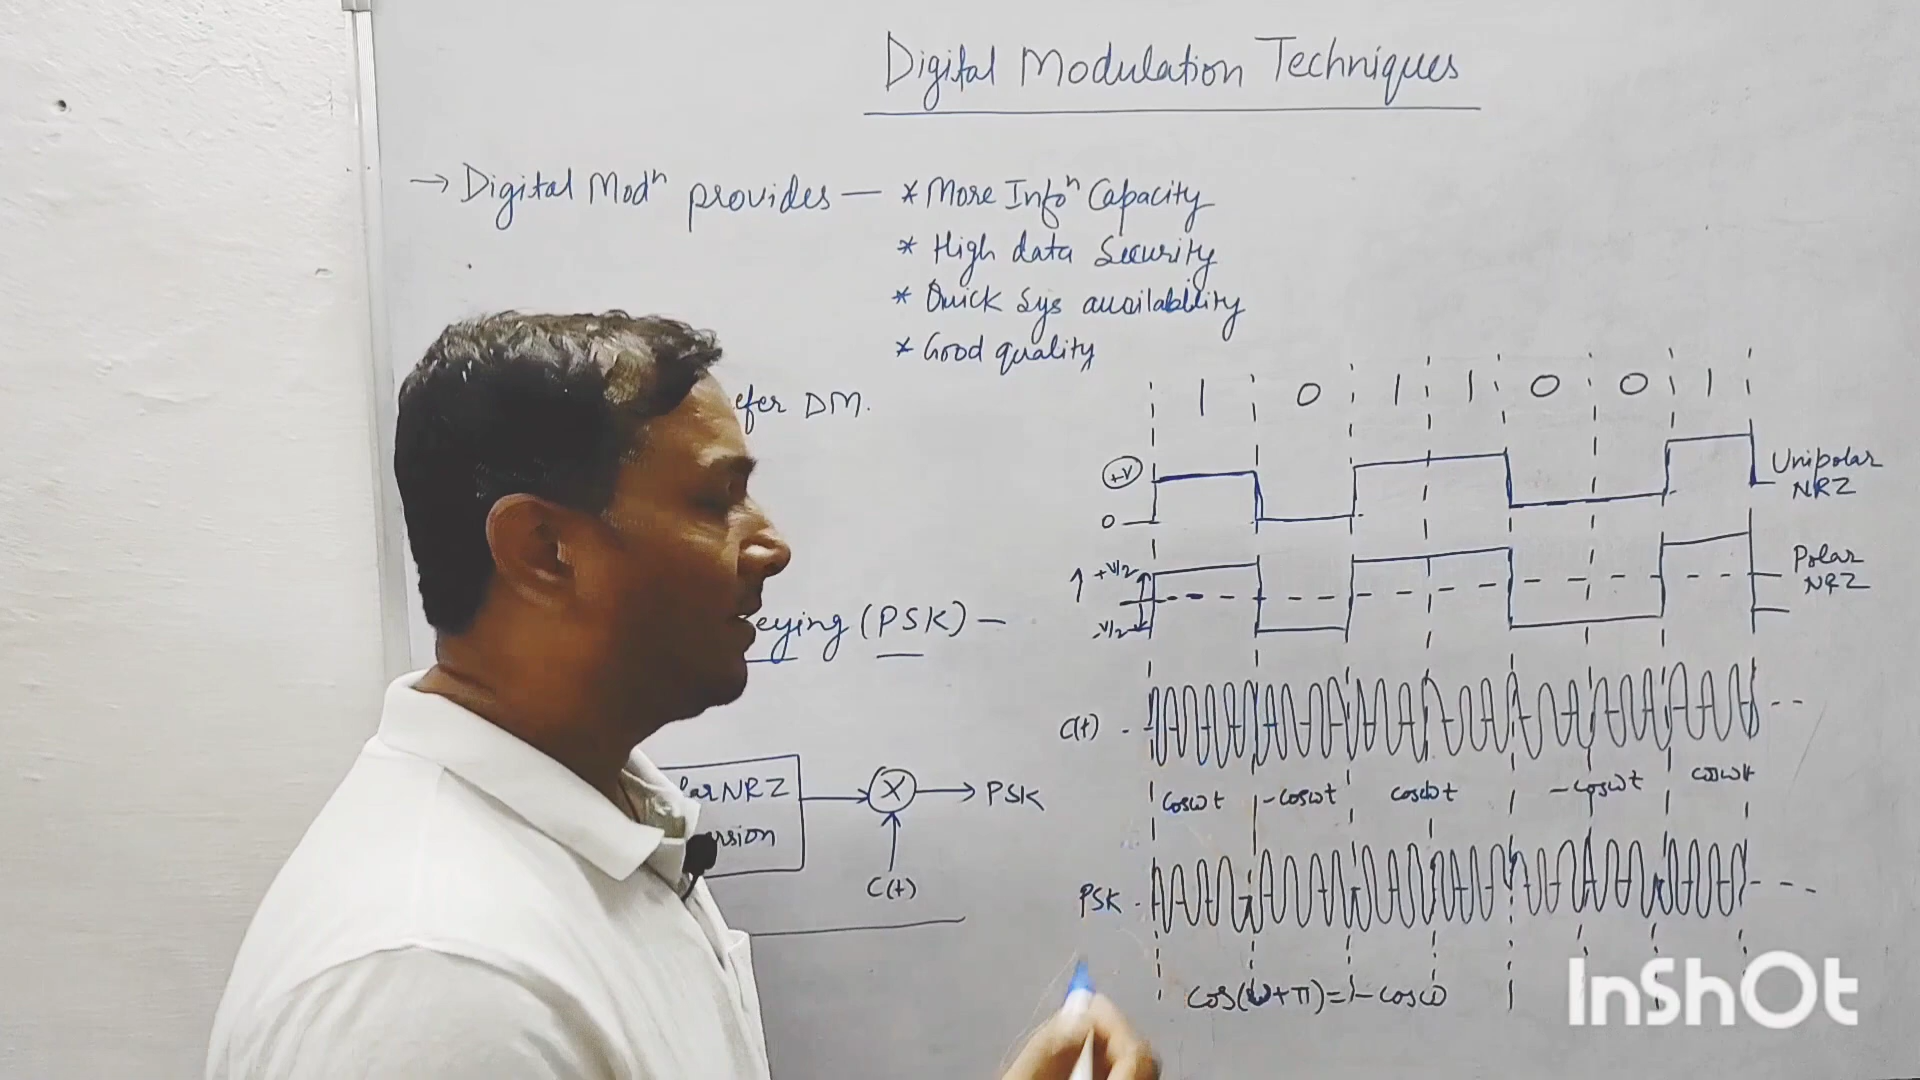 Digital Modulation Techniques
→ Digital Modⁿ provides — * More Infoⁿ Capacity
* High data Security
* Quick Sys availability
* Good quality
efer DM.
1 0 1 1 0 0 1
+V
0
Unipolar
NRZ
+V/2
-V/2
Polar
NRZ
eying (PSK) —
C(t)
cosωt -cosωt cosωt -cosωt cosωt
larNRZ
rsion
X
PSK
C(t)
PSK
cos(ω+π)=-cosω
InShOt